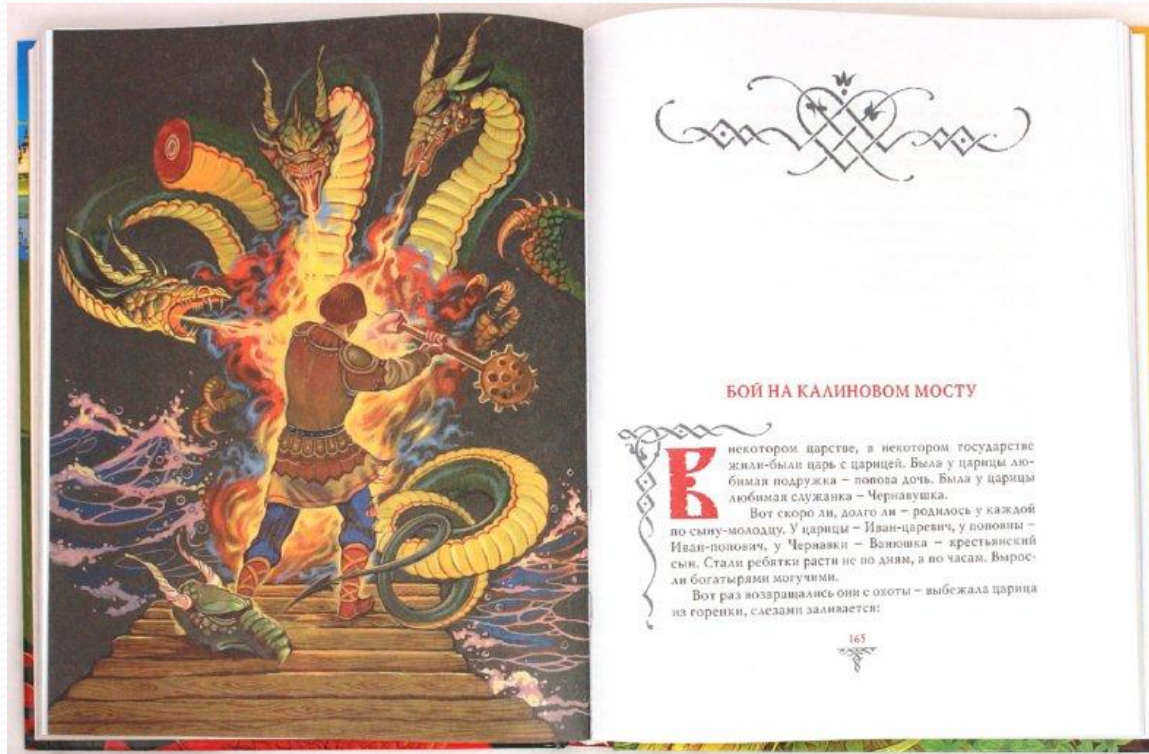 БОЙ НА КАЛИНОВОМ МОСТУ
В некотором царстве, в некотором государстве
жили-были царь с царицей. Была у царицы лю-
бимая подружка – попова дочь. Была у царицы
любимая служанка – Чернавушка.
Вот скоро ли, долго ли – родилось у каждой
по сыну-молодцу. У царицы – Иван-царевич, у поповны –
Иван-попович, у Чернавки – Ванюшка – крестьянский
сын. Стали ребятки расти не по дням, а по часам. Вырос-
ли богатырями могучими.
Вот раз возвращались они с охоты – выбежала царица
из горенки, слезами заливается:
165